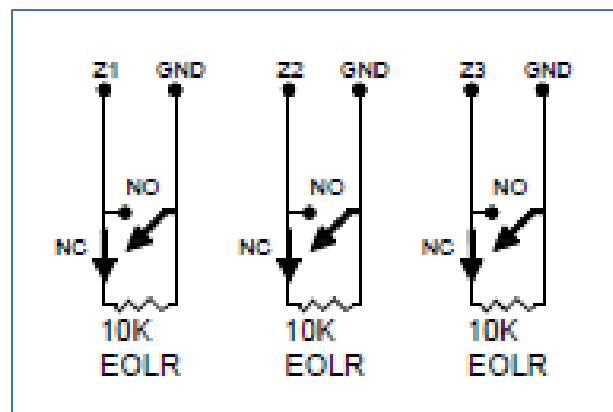 Z1 GND Z2 GND Z3 GND
NO NO NO
NC NC NC
10K 10K 10K
EOLR EOLR EOLR